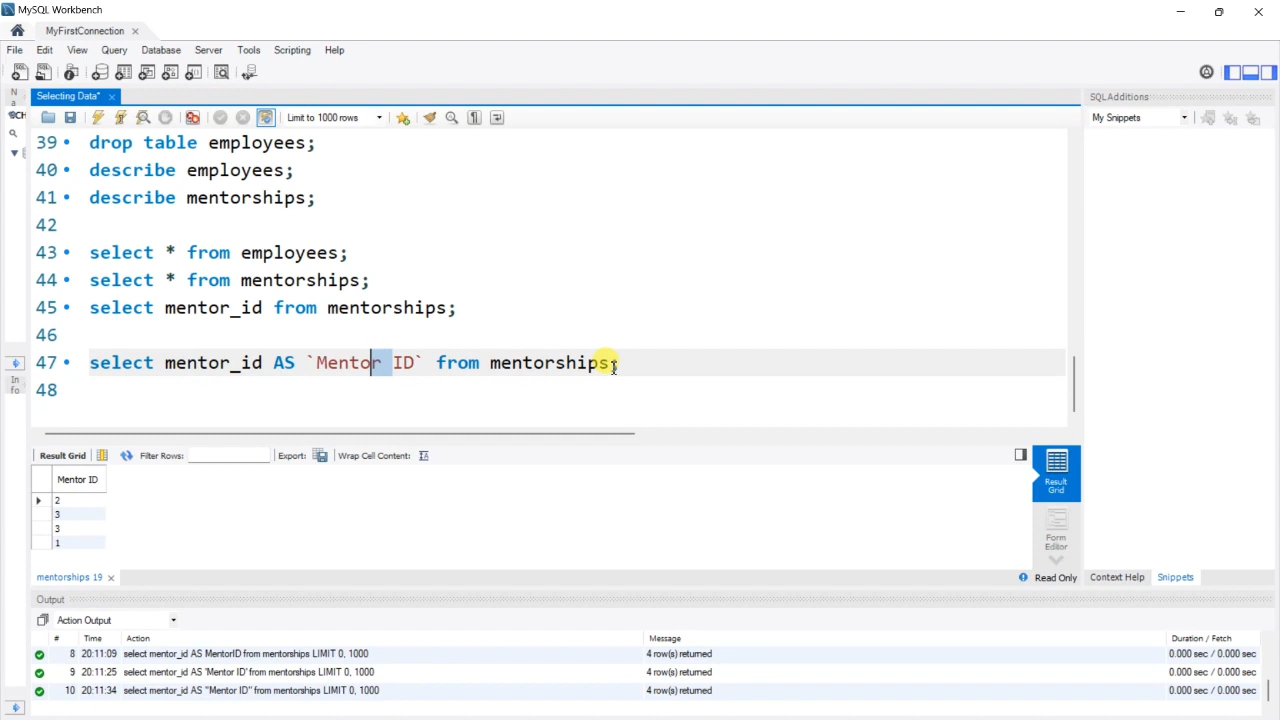 MySQL Workbench
MyFirstConnection
File Edit View Query Database Server Tools Scripting Help
Selecting Data*
SQLAdditions
Limit to 1000 rows
My Snippets
39 drop table employees;
40 describe employees;
41 describe mentorships;
42
43 select * from employees;
44 select * from mentorships;
45 select mentor_id from mentorships;
46
47 select mentor_id AS `Mentor ID` from mentorships;
48
Result Grid Filter Rows: Export: Wrap Cell Content:
Mentor ID
2
3
3
1
Result
Grid
Form
Editor
mentorships 19
Read Only
Context Help Snippets
Output
Action Output
# Time Action Message Duration / Fetch
8 20:11:09 select mentor_id AS MentorID from mentorships LIMIT 0, 1000 4 row(s) returned 0.000 sec / 0.000 sec
9 20:11:25 select mentor_id AS 'Mentor ID' from mentorships LIMIT 0, 1000 4 row(s) returned 0.000 sec / 0.000 sec
10 20:11:34 select mentor_id AS "Mentor ID" from mentorships LIMIT 0, 1000 4 row(s) returned 0.000 sec / 0.000 sec